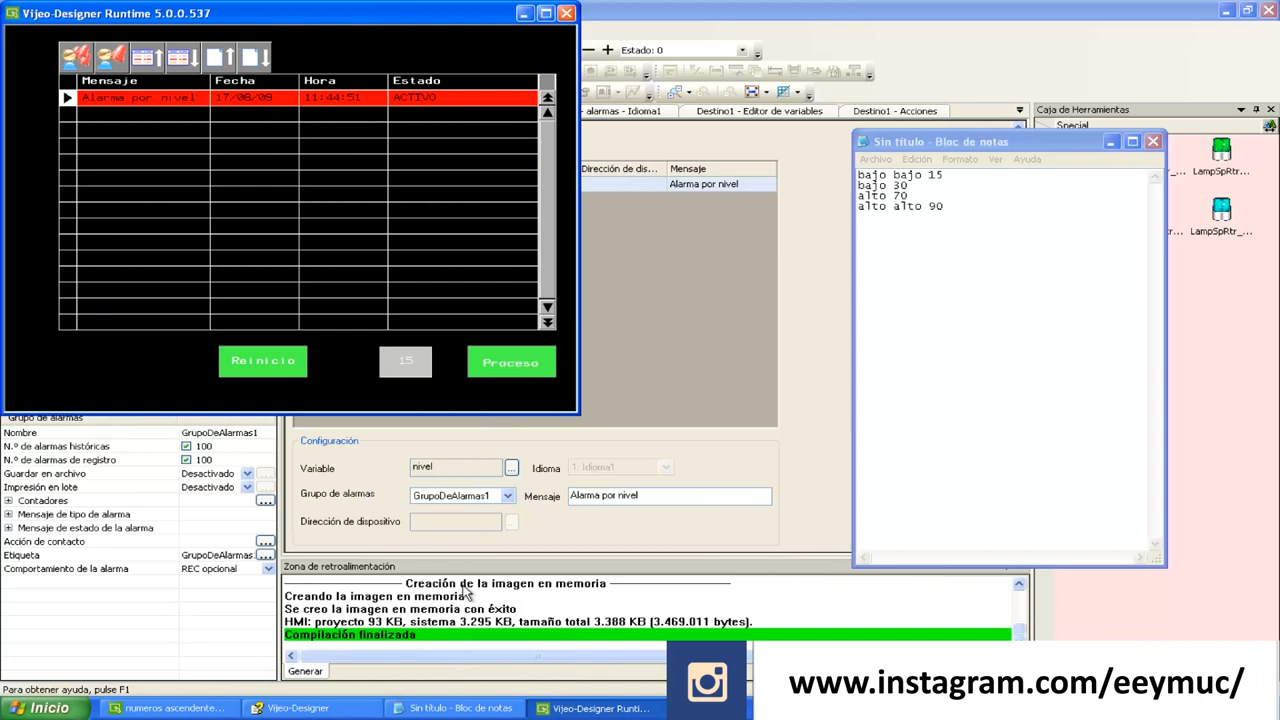 Vijeo-Designer Runtime 5.0.0.537
Mensaje Fecha Hora Estado
Alarma por nivel 17/08/09 11:44:51 ACTIVO
Reinicio 15 Proceso
Estado: 0
alarmas - Idioma1 Destino1 - Editor de variables Destino1 - Acciones
Dirección de dis... Mensaje
Alarma por nivel
Caja de Herramientas
Special
LampSpRtr...
LampSpRtr_...
Sin título - Bloc de notas
Archivo Edición Formato Ver Ayuda
bajo bajo 15
bajo 30
alto 70
alto alto 90
Grupo de alarmas
Nombre GrupoDeAlarmas1
N.º de alarmas históricas 100
N.º de alarmas de registro 100
Guardar en archivo Desactivado
Impresión en lote Desactivado
Contadores
Mensaje de tipo de alarma
Mensaje de estado de la alarma
Acción de contacto
Etiqueta GrupoDeAlarmas:
Comportamiento de la alarma REC opcional
Configuración
Variable nivel ... Idioma 1: Idioma1
Grupo de alarmas GrupoDeAlarmas1 Mensaje Alarma por nivel
Dirección de dispositivo
Zona de retroalimentación
Creación de la imagen en memoria
Creando la imagen en memoria
Se creo la imagen en memoria con éxito
HMI: proyecto 93 KB, sistema 3.295 KB, tamaño total 3.388 KB (3.469.011 bytes).
Compilación finalizada
Generar
Para obtener ayuda, pulse F1
www.instagram.com/eeymuc/
Inicio numeros ascendente... Vijeo-Designer Sin título - Bloc de notas Vijeo-Designer Runti...